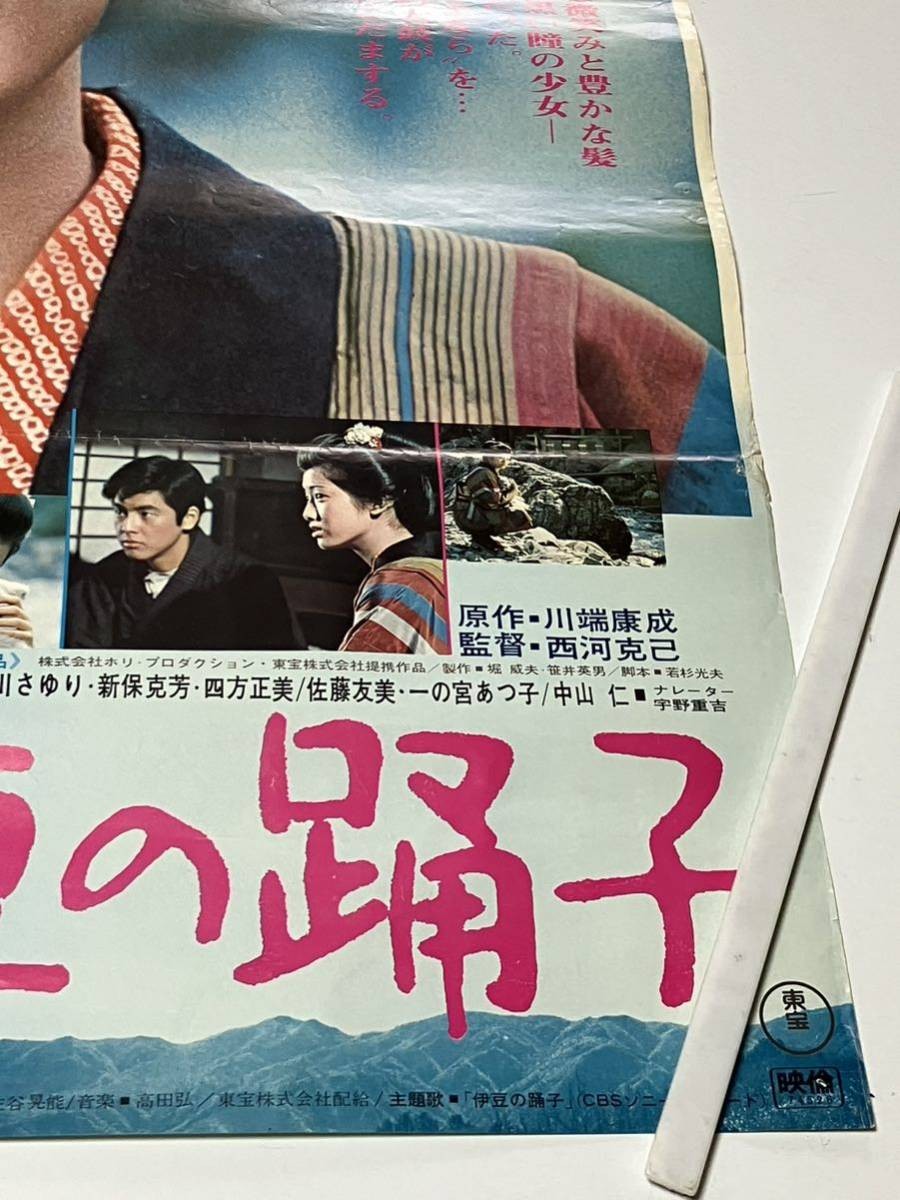 微笑みと豊かな髪
瞳の少女―
た。
を…
が
だまする。
原作■川端康成
監督■西河克己
品》 株式会社ホリ・プロダクション・東宝株式会社提携作品/製作■堀 威夫・笹井英男/脚本■若杉光夫
川さゆり・新保克芳・四方正美/佐藤友美・一の宮あつ子/中山 仁■ナレーター 宇野重吉
豆の踊子
東宝
谷晃能/音楽■高田弘/東宝株式会社配給/主題歌■「伊豆の踊子」(CBSソニー ード)
映倫